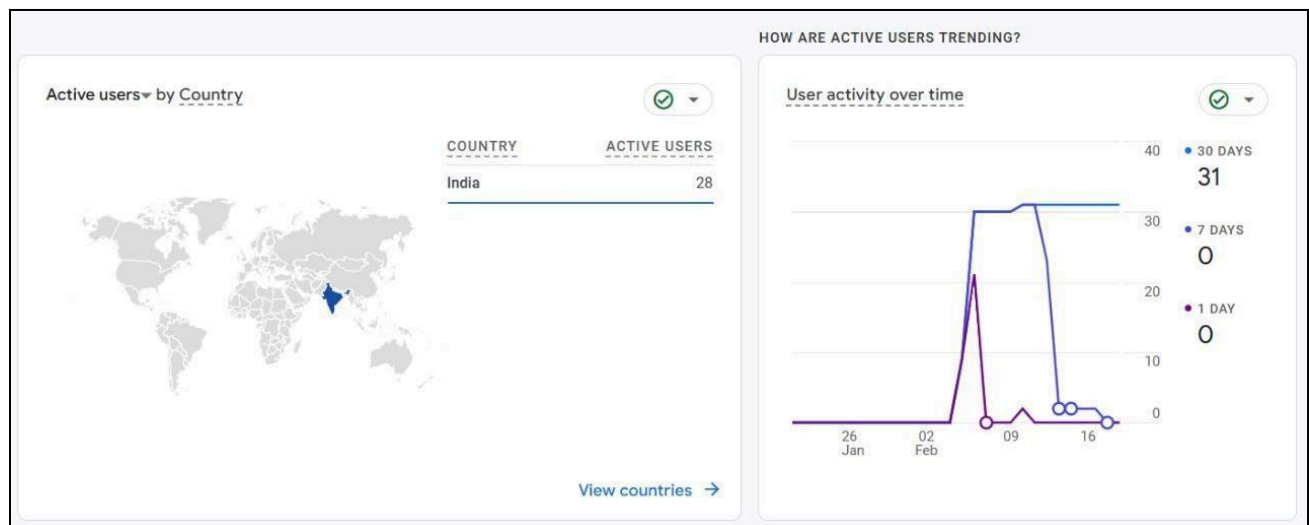 HOW ARE ACTIVE USERS TRENDING?
Active users by Country
COUNTRY ACTIVE USERS
India 28
View countries →
User activity over time
40
30
20
10
0
26 Jan
02 Feb
09
16
30 DAYS
31
7 DAYS
0
1 DAY
0